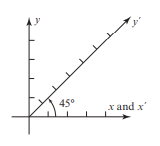 y
y′
45°
x and x′